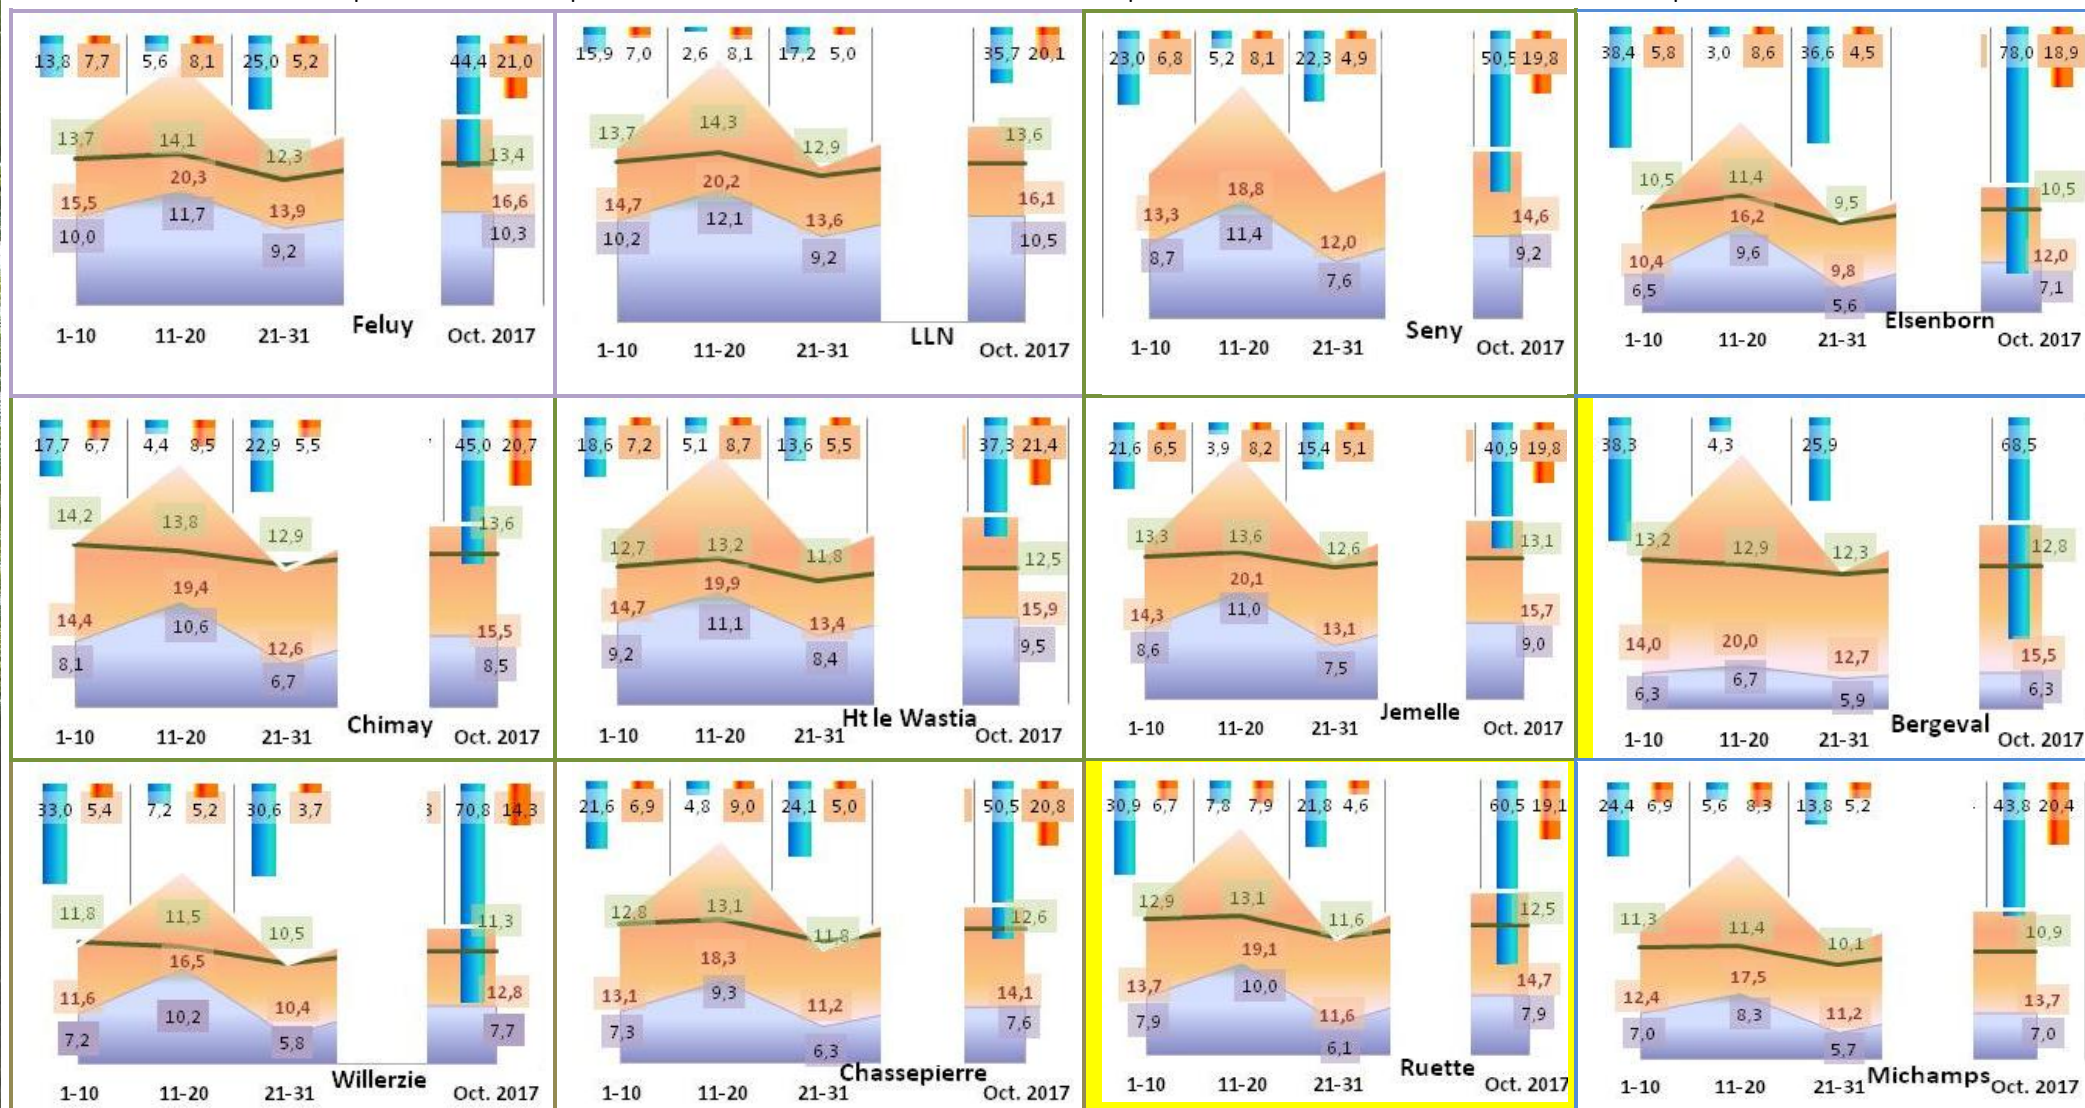 13,8 7,7 5,6 8,1 25,0 5,2 44,4 21,0
13,7 14,1 12,3 13,4
20,3
15,5 13,9 16,6
11,7
10,0 9,2 10,3
Feluy
1-10 11-20 21-31 Oct. 2017
15,9 7,0 2,6 8,1 17,2 5,0 35,7 20,1
13,7 14,3 12,9 13,6
20,2
14,7 13,6 16,1
12,1
10,2 9,2 10,5
LLN
1-10 11-20 21-31 Oct. 2017
23,0 6,8 5,2 8,1 22,3 4,9 50,5 19,8
18,8
13,3 12,0 14,6
11,4
8,7 7,6 9,2
Seny
1-10 11-20 21-31 Oct. 2017
38,4 5,8 3,0 8,6 36,6 4,5 78,0 18,9
10,5 11,4 9,5 10,5
16,2
10,4 9,8 12,0
9,6
6,5 5,6 7,1
Elsenborn
1-10 11-20 21-31 Oct. 2017
17,7 6,7 4,4 8,5 22,9 5,5 45,0 20,7
14,2 13,8 12,9 13,6
19,4
14,4 12,6 15,5
10,6
8,1 6,7 8,5
Chimay
1-10 11-20 21-31 Oct. 2017
18,6 7,2 5,1 8,7 13,6 5,5 37,3 21,4
12,7 13,2 11,8 12,5
19,9
14,7 13,4 15,9
11,1
9,2 8,4 9,5
Ht le Wastia
1-10 11-20 21-31 Oct. 2017
21,6 6,5 3,9 8,2 15,4 5,1 40,9 19,8
13,3 13,6 12,6 13,1
20,1
14,3 13,1 15,7
11,0
8,6 7,5 9,0
Jemelle
1-10 11-20 21-31 Oct. 2017
38,3 4,3 25,9 68,5
13,2 12,9 12,3 12,8
14,0 20,0 12,7 15,5
6,3 6,7 5,9 6,3
Bergeval
1-10 11-20 21-31 Oct. 2017
33,0 5,4 7,2 5,2 30,6 3,7 70,8 14,3
11,8 11,5 10,5 11,3
16,5
11,6 10,4 12,8
10,2
7,2 5,8 7,7
Willerzie
1-10 11-20 21-31 Oct. 2017
21,6 6,9 4,8 9,0 24,1 5,0 50,5 20,8
12,8 13,1 11,8 12,6
18,3
13,1 11,2 14,1
9,3
7,3 6,3 7,6
Chassepierre
1-10 11-20 21-31 Oct. 2017
30,9 6,7 7,8 7,9 21,8 4,6 60,5 19,1
12,9 13,1 11,6 12,5
19,1
13,7 11,6 14,7
10,0
7,9 6,1 7,9
Ruette
1-10 11-20 21-31 Oct. 2017
24,4 6,9 5,6 8,3 13,8 5,2 43,8 20,4
11,3 11,4 10,1 10,9
17,5
12,4 11,2 13,7
8,3
7,0 5,7 7,0
Michamps
1-10 11-20 21-31 Oct. 2017